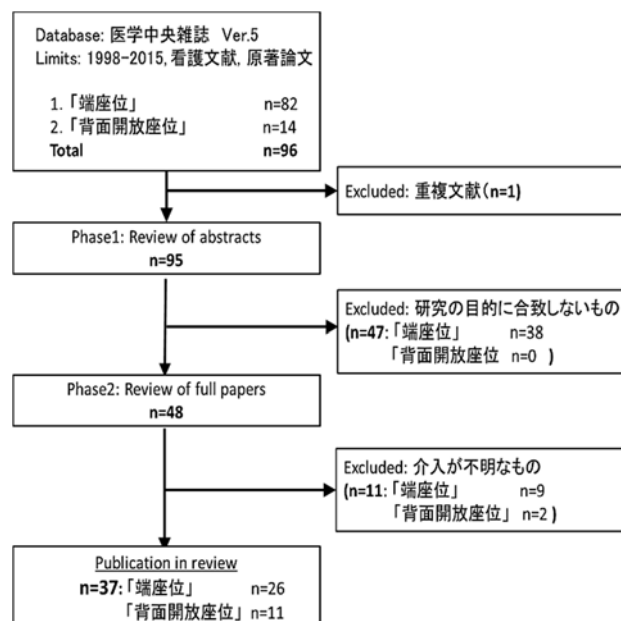 Database: 医学中央雑誌 Ver.5
Limits: 1998-2015, 看護文献, 原著論文
1. 「端座位」 n=82
2. 「背面開放座位」 n=14
Total n=96
Excluded: 重複文献(n=1)
Phase1: Review of abstracts
n=95
Excluded: 研究の目的に合致しないもの
(n=47: 「端座位」 n=38
「背面開放座位 n=0 )
Phase2: Review of full papers
n=48
Excluded: 介入が不明なもの
(n=11: 「端座位」 n=9
「背面開放座位」 n=2 )
Publication in review
n=37: 「端座位」 n=26
「背面開放座位」 n=11